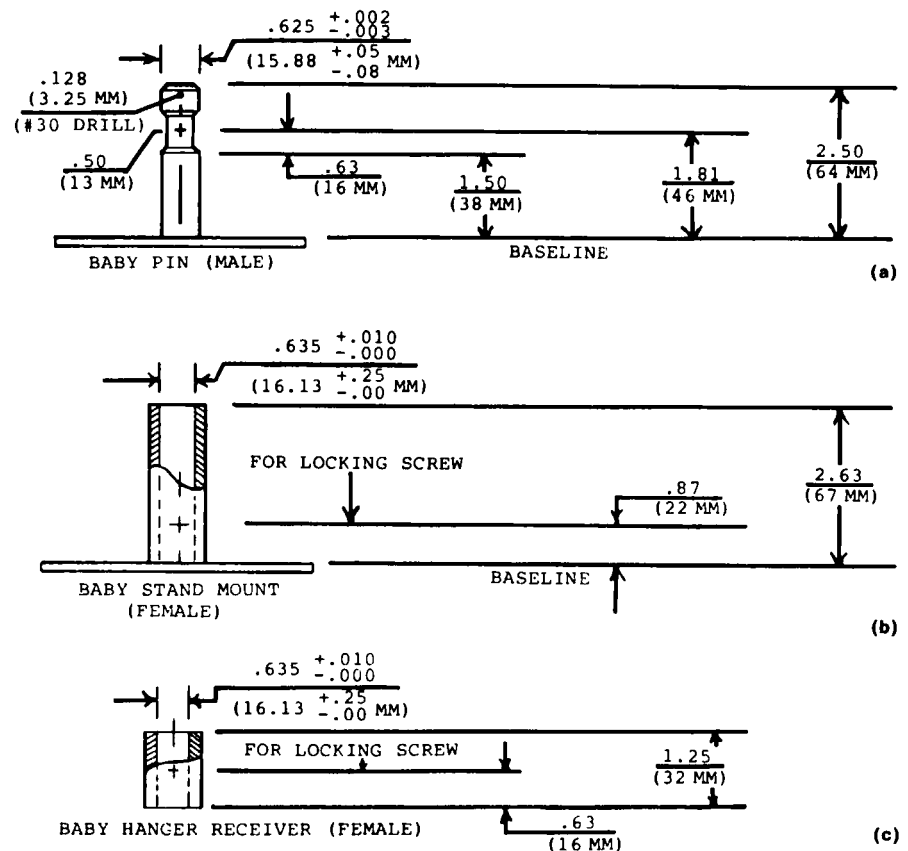 .625 +.002 -.003
(15.88 +.05 -.08 MM)
.128
(3.25 MM)
(#30 DRILL)
.50
(13 MM)
.63
(16 MM)
1.50
(38 MM)
1.81
(46 MM)
2.50
(64 MM)
BASELINE
BABY PIN (MALE)
(a)
.635 +.010 -.000
(16.13 +.25 -.00 MM)
FOR LOCKING SCREW
.87
(22 MM)
2.63
(67 MM)
BASELINE
BABY STAND MOUNT
(FEMALE)
(b)
.635 +.010 -.000
(16.13 +.25 -.00 MM)
FOR LOCKING SCREW
1.25
(32 MM)
BABY HANGER RECEIVER (FEMALE)
.63
(16 MM)
(c)